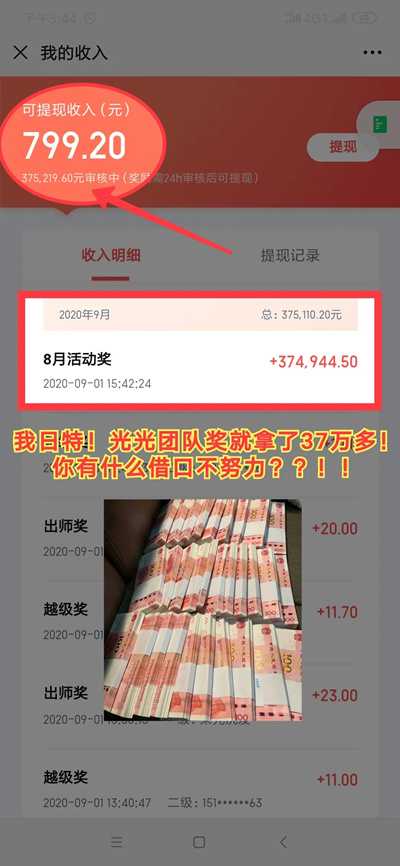 下午3:44
我的收入
可提现收入(元)
799.20
提现
375,219.60元审核中(奖励需24h审核后可提现)
收入明细
提现记录
2020年9月
总: 375,110.20元
8月活动奖
+374,944.50
2020-09-01 15:42:24
我日特！光光团队奖就拿了37万多！
你有什么借口不努力？？！！
出师奖
+20.00
2020-09-01
越级奖
+11.70
2020-09-01
出师奖
+23.00
越级奖
+11.00
2020-09-01 13:40:47 二级: 151******63